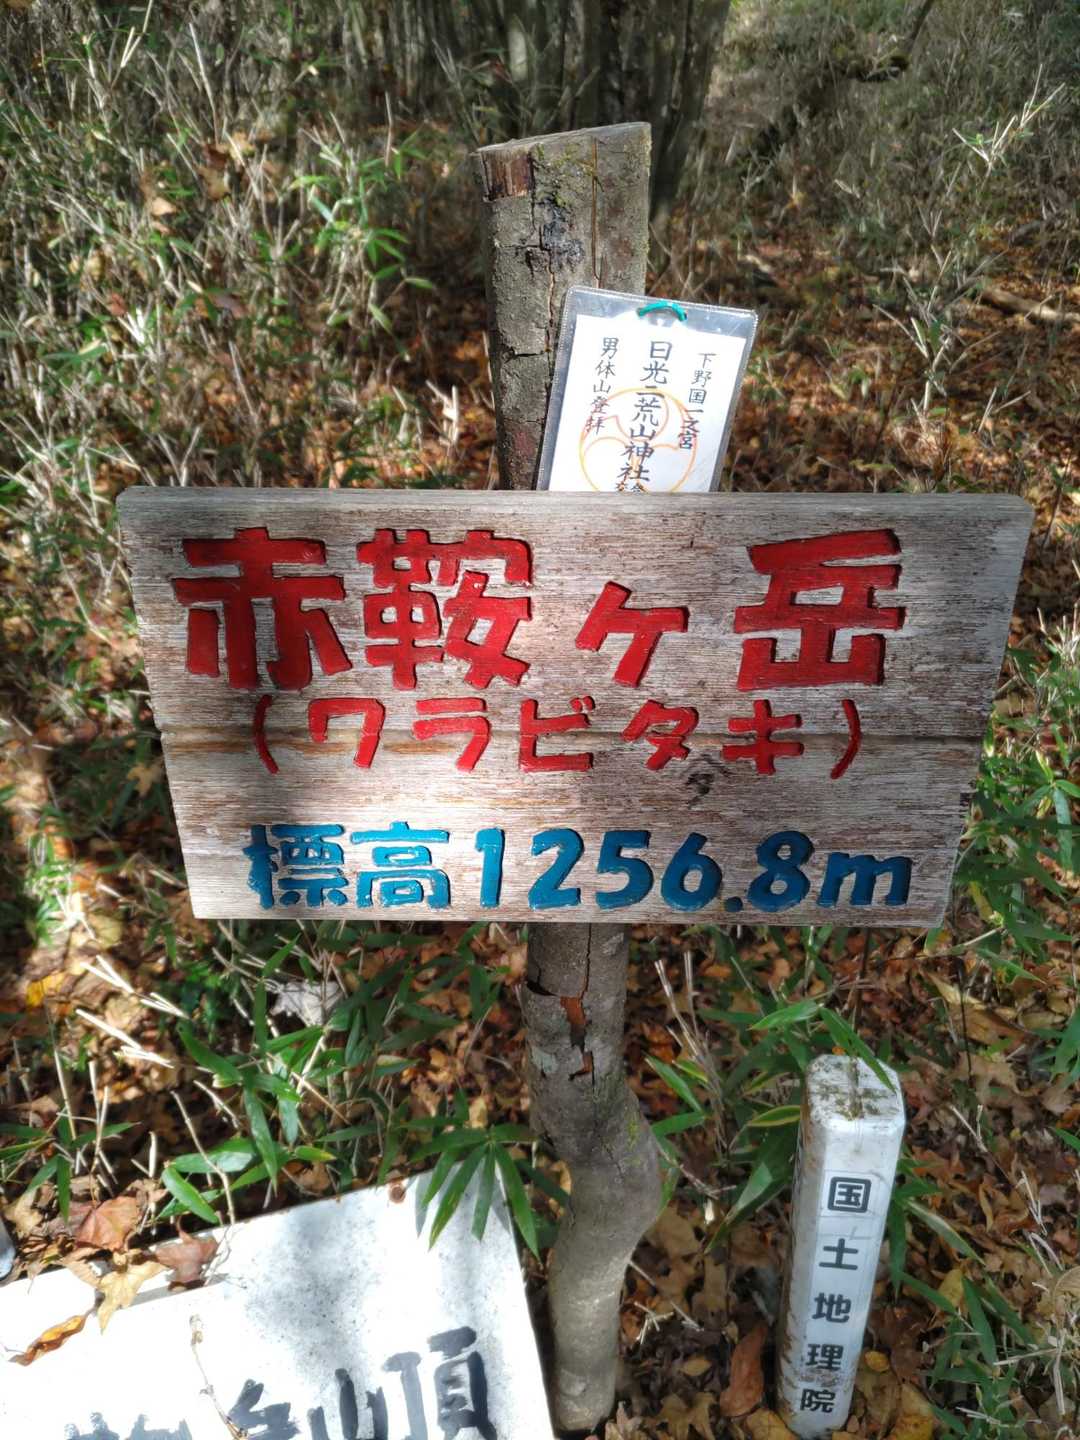 下野国一之宮
日光二荒山神社
男体山登拝
赤鞍ヶ岳
(ワラビタキ)
標高1256.8m
国土地理院
山頂